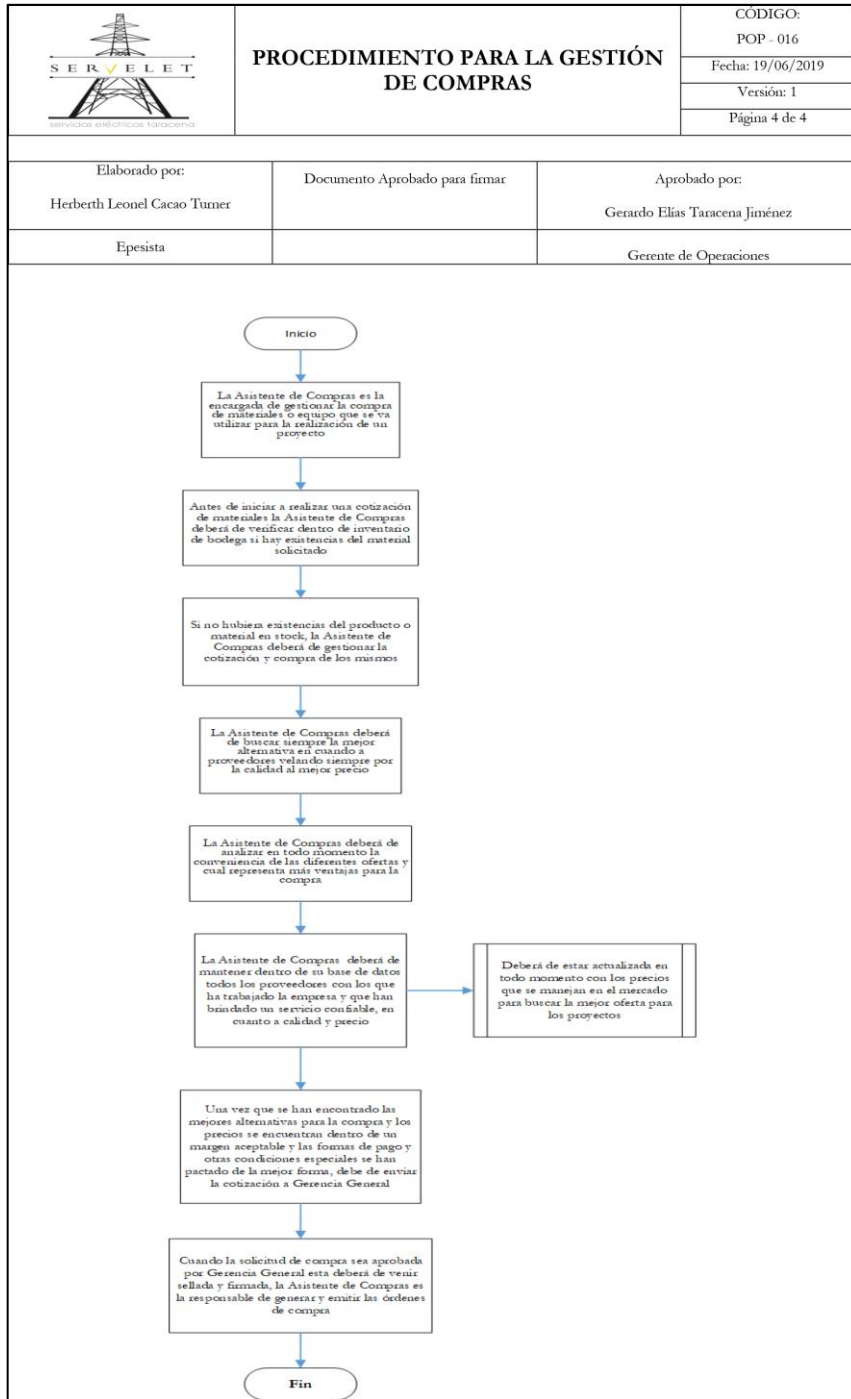 SERVELET
servicios eléctricos taracena
PROCEDIMIENTO PARA LA GESTIÓN
DE COMPRAS
CÓDIGO:
POP - 016
Fecha: 19/06/2019
Versión: 1
Página 4 de 4
Elaborado por:
Herberth Leonel Cacao Turner
Documento Aprobado para firmar
Aprobado por:
Gerardo Elías Taracena Jiménez
Epesista
Gerente de Operaciones
Inicio
La Asistente de Compras es la
encargada de gestionar la compra
de materiales o equipo que se va
utilizar para la realización de un
proyecto
Antes de iniciar a realizar una cotización
de materiales la Asistente de Compras
deberá de verificar dentro de inventario
de bodega si hay existencias del material
solicitado
Si no hubiera existencias del producto o
material en stock, la Asistente de
Compras deberá de gestionar la
cotización y compra de los mismos
La Asistente de Compras deberá
de buscar siempre la mejor
alternativa en cuando a
proveedores velando siempre por
la calidad al mejor precio
La Asistente de Compras deberá de
analizar en todo momento la
conveniencia de las diferentes ofertas y
cual representa más ventajas para la
compra
La Asistente de Compras deberá de
mantener dentro de su base de datos
todos los proveedores con los que
ha trabajado la empresa y que han
brindado un servicio confiable, en
cuanto a calidad y precio
Deberá de estar actualizada en
todo momento con los precios
que se manejan en el mercado
para buscar la mejor oferta para
los proyectos
Una vez que se han encontrado las
mejores alternativas para la compra y los
precios se encuentran dentro de un
margen aceptable y las formas de pago y
otras condiciones especiales se han
pactado de la mejor forma, debe de enviar
la cotización a Gerencia General
Cuando la solicitud de compra sea aprobada
por Gerencia General esta deberá de venir
sellada y firmada, la Asistente de Compras es
la responsable de generar y emitir las órdenes
de compra
Fin